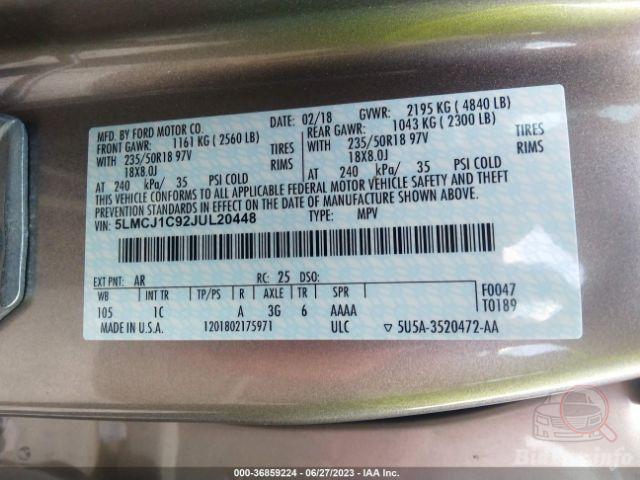 MFD. BY FORD MOTOR CO. DATE: 02/18 GVWR: 2195 KG ( 4840 LB)
FRONT GAWR: 1161 KG ( 2560 LB) REAR GAWR: 1043 KG ( 2300 LB)
WITH 235/50R18 97V TIRES WITH 235/50R18 97V TIRES
18X8.0J RIMS 18X8.0J RIMS
AT 240 kPa/ 35 PSI COLD AT 240 kPa/ 35 PSI COLD
THIS VEHICLE CONFORMS TO ALL APPLICABLE FEDERAL MOTOR VEHICLE SAFETY AND THEFT
PREVENTION STANDARDS IN EFFECT ON THE DATE OF MANUFACTURE SHOWN ABOVE.
VIN: 5LMCJ1C92JUL20448 TYPE: MPV
EXT PNT: AR RC: 25 DSO: F0047
WB INT TR TP/PS R AXLE TR SPR T0189
105 1C A 3G 6 AAAA
MADE IN U.S.A. 1201802175971 ULC ▽ 5U5A-3520472-AA
© - 36859224 - 06/27/2023 - IAA Inc.